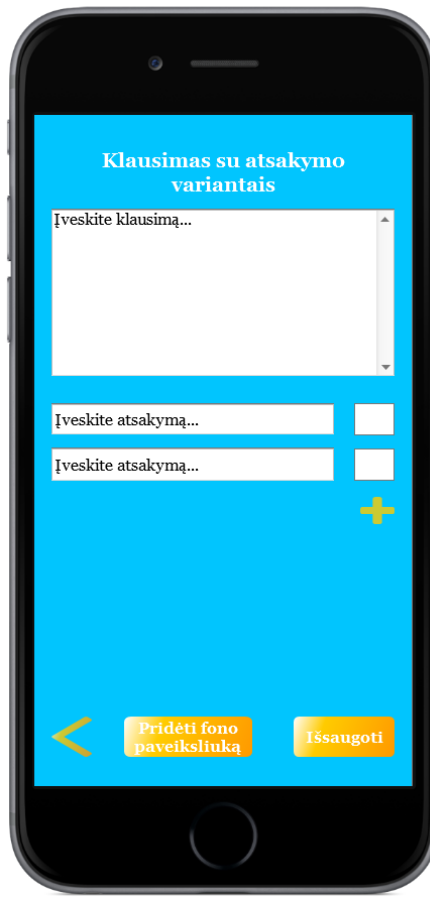 Klausimas su atsakymo
variantais
Įveskite klausimą...
Įveskite atsakymą...
Įveskite atsakymą...
Pridėti fono
paveiksliuką
Išsaugoti